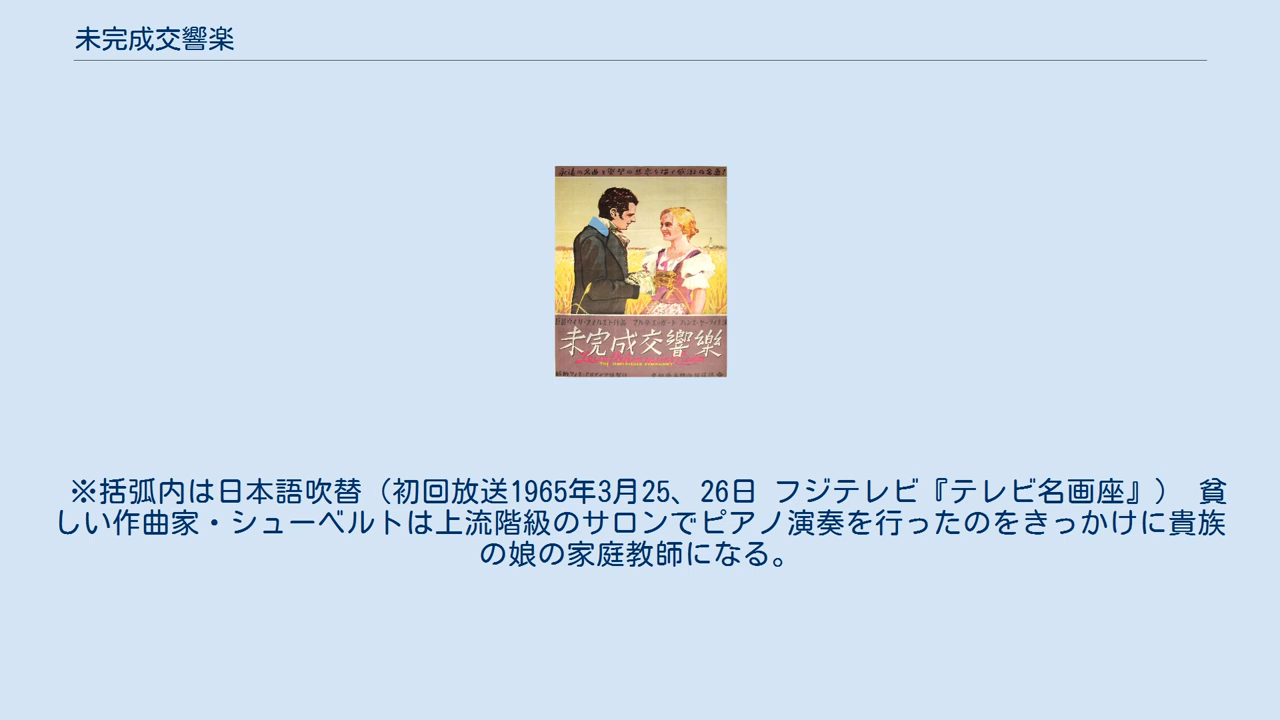 未完成交響楽
未完成交響樂
※括弧内は日本語吹替（初回放送1965年3月25、26日 フジテレビ『テレビ名画座』） 貧
しい作曲家・シューベルトは上流階級のサロンでピアノ演奏を行ったのをきっかけに貴族
の娘の家庭教師になる。